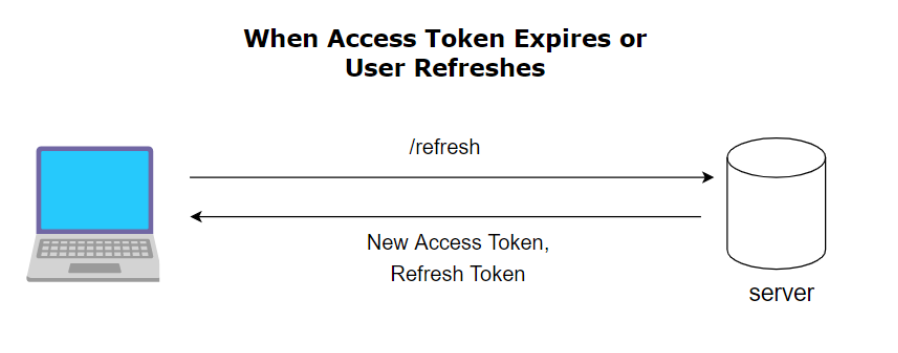 When Access Token Expires or
User Refreshes
/refresh
New Access Token,
Refresh Token
server